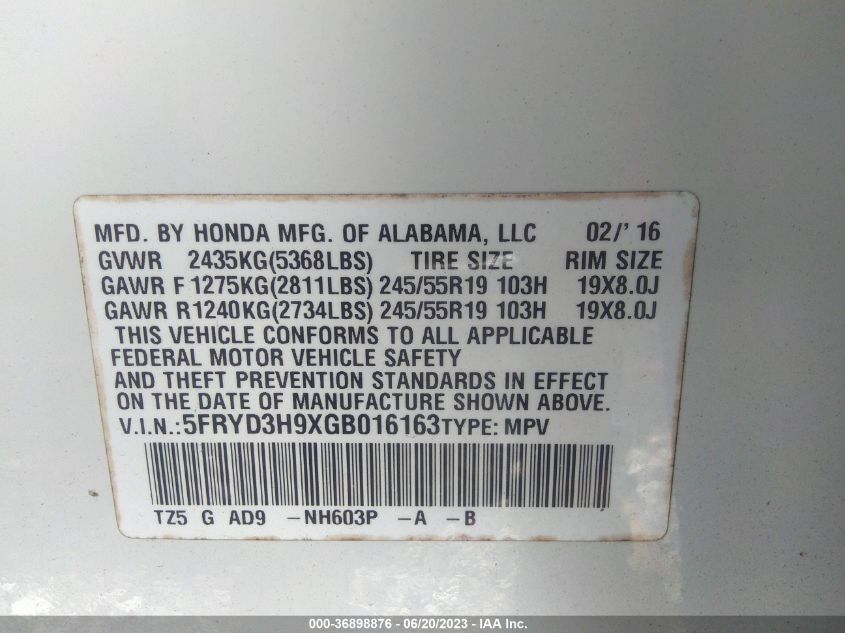 MFD. BY HONDA MFG. OF ALABAMA, LLC 02/'16
GVWR 2435KG(5368LBS) TIRE SIZE RIM SIZE
GAWR F 1275KG(2811LBS) 245/55R19 103H 19X8.0J
GAWR R1240KG(2734LBS) 245/55R19 103H 19X8.0J
THIS VEHICLE CONFORMS TO ALL APPLICABLE
FEDERAL MOTOR VEHICLE SAFETY
AND THEFT PREVENTION STANDARDS IN EFFECT
ON THE DATE OF MANUFACTURE SHOWN ABOVE.
V.I.N.:5FRYD3H9XGB016163TYPE: MPV
TZ5 G AD9 -NH603P -A -B
000-36898876 - 06/20/2023 - IAA Inc.